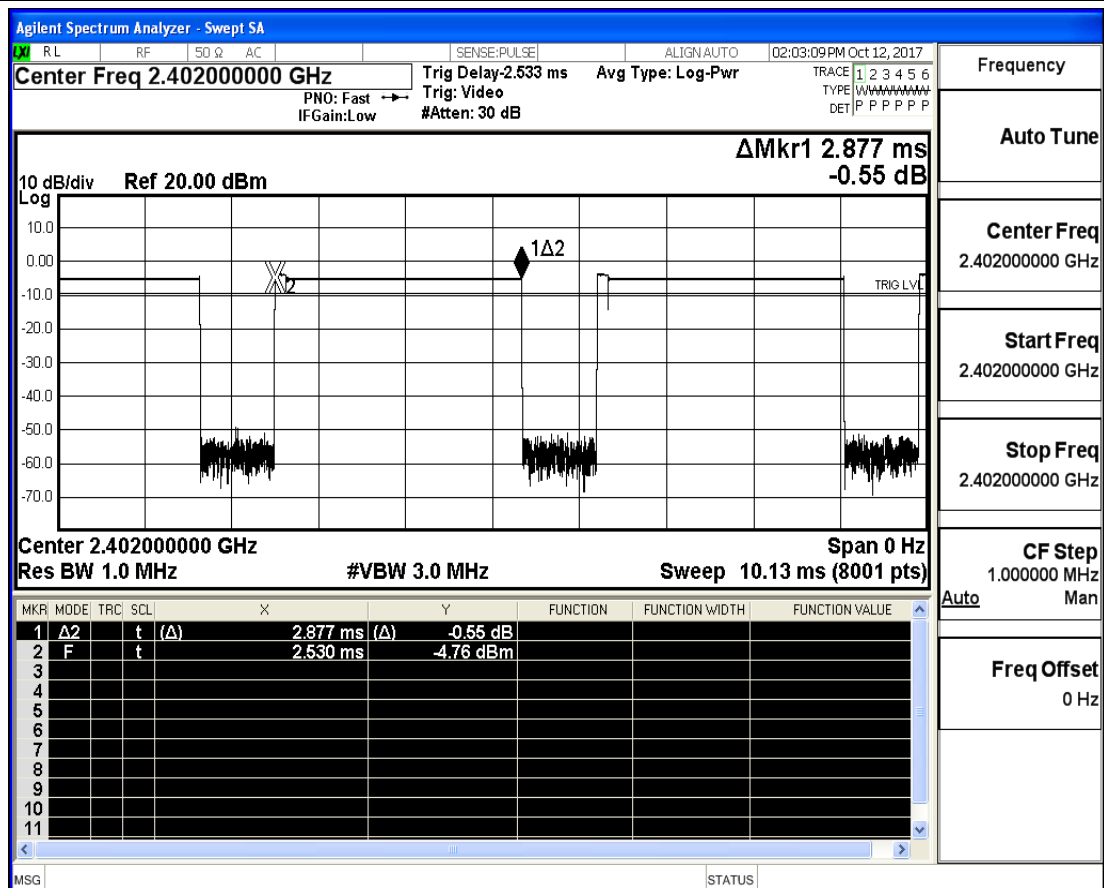 Agilent Spectrum Analyzer - Swept SA
LXI RL RF 50 Ω AC SENSE:PULSE ALIGN AUTO 02:03:09 PM Oct 12, 2017
Center Freq 2.402000000 GHz
PNO: Fast
IFGain:Low
Trig Delay-2.533 ms
Trig: Video
#Atten: 30 dB
Avg Type: Log-Pwr
TRACE 1 2 3 4 5 6
TYPE WWWWWW
DET P P P P P P
ΔMkr1 2.877 ms
-0.55 dB
10 dB/div Ref 20.00 dBm
Log
10.0
0.00
-10.0
-20.0
-30.0
-40.0
-50.0
-60.0
-70.0
1Δ2
2
TRIG LVL
Center 2.402000000 GHz Span 0 Hz
Res BW 1.0 MHz #VBW 3.0 MHz Sweep 10.13 ms (8001 pts)
MKR MODE TRC SCL X Y FUNCTION FUNCTION WIDTH FUNCTION VALUE
1 Δ2 t (Δ) 2.877 ms (Δ) -0.55 dB
2 F t 2.530 ms -4.76 dBm
3
4
5
6
7
8
9
10
11
MSG STATUS
Frequency
Auto Tune
Center Freq
2.402000000 GHz
Start Freq
2.402000000 GHz
Stop Freq
2.402000000 GHz
CF Step
1.000000 MHz
Auto Man
Freq Offset
0 Hz